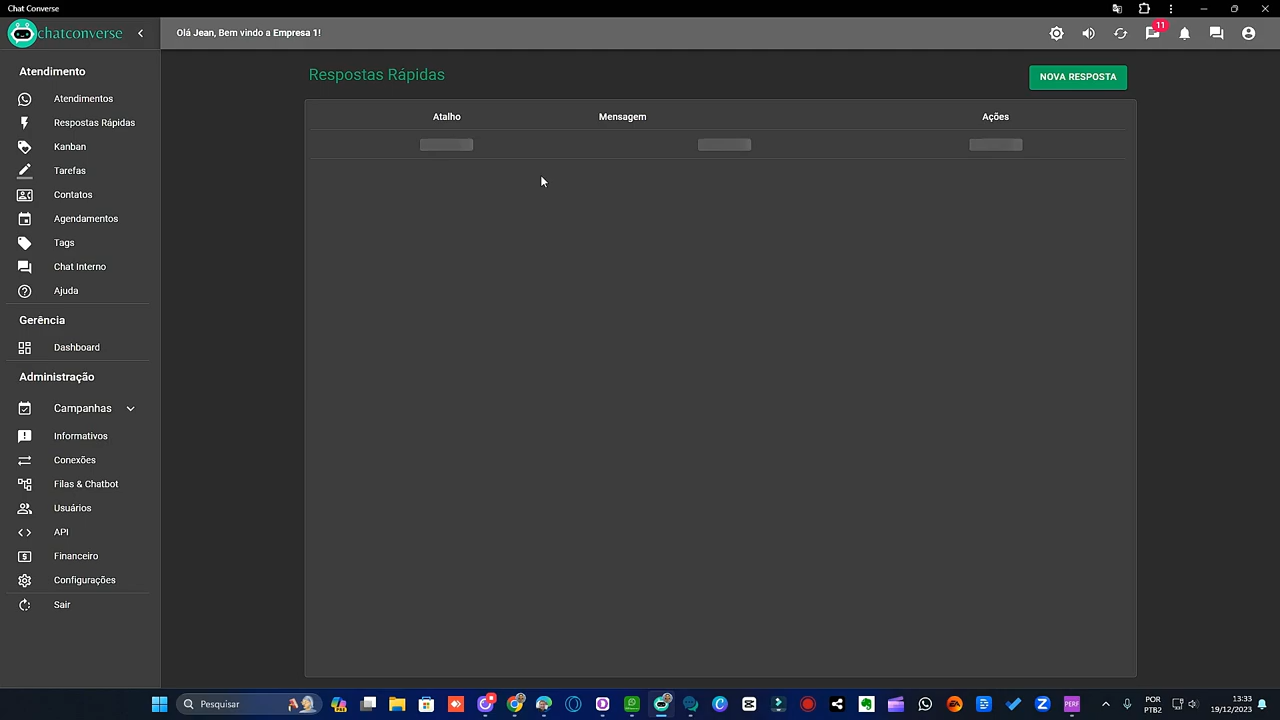 Chat Converse
chatconverse
Olá Jean, Bem vindo a Empresa 1!
11
Atendimento
Atendimentos
Respostas Rápidas
Kanban
Tarefas
Contatos
Agendamentos
Tags
Chat Interno
Ajuda
Gerência
Dashboard
Administração
Campanhas
Informativos
Conexões
Filas & Chatbot
Usuários
API
Financeiro
Configurações
Sair
Respostas Rápidas
NOVA RESPOSTA
Atalho Mensagem Ações
Pesquisar
PERF
POR
PTB2
13:33
19/12/2023